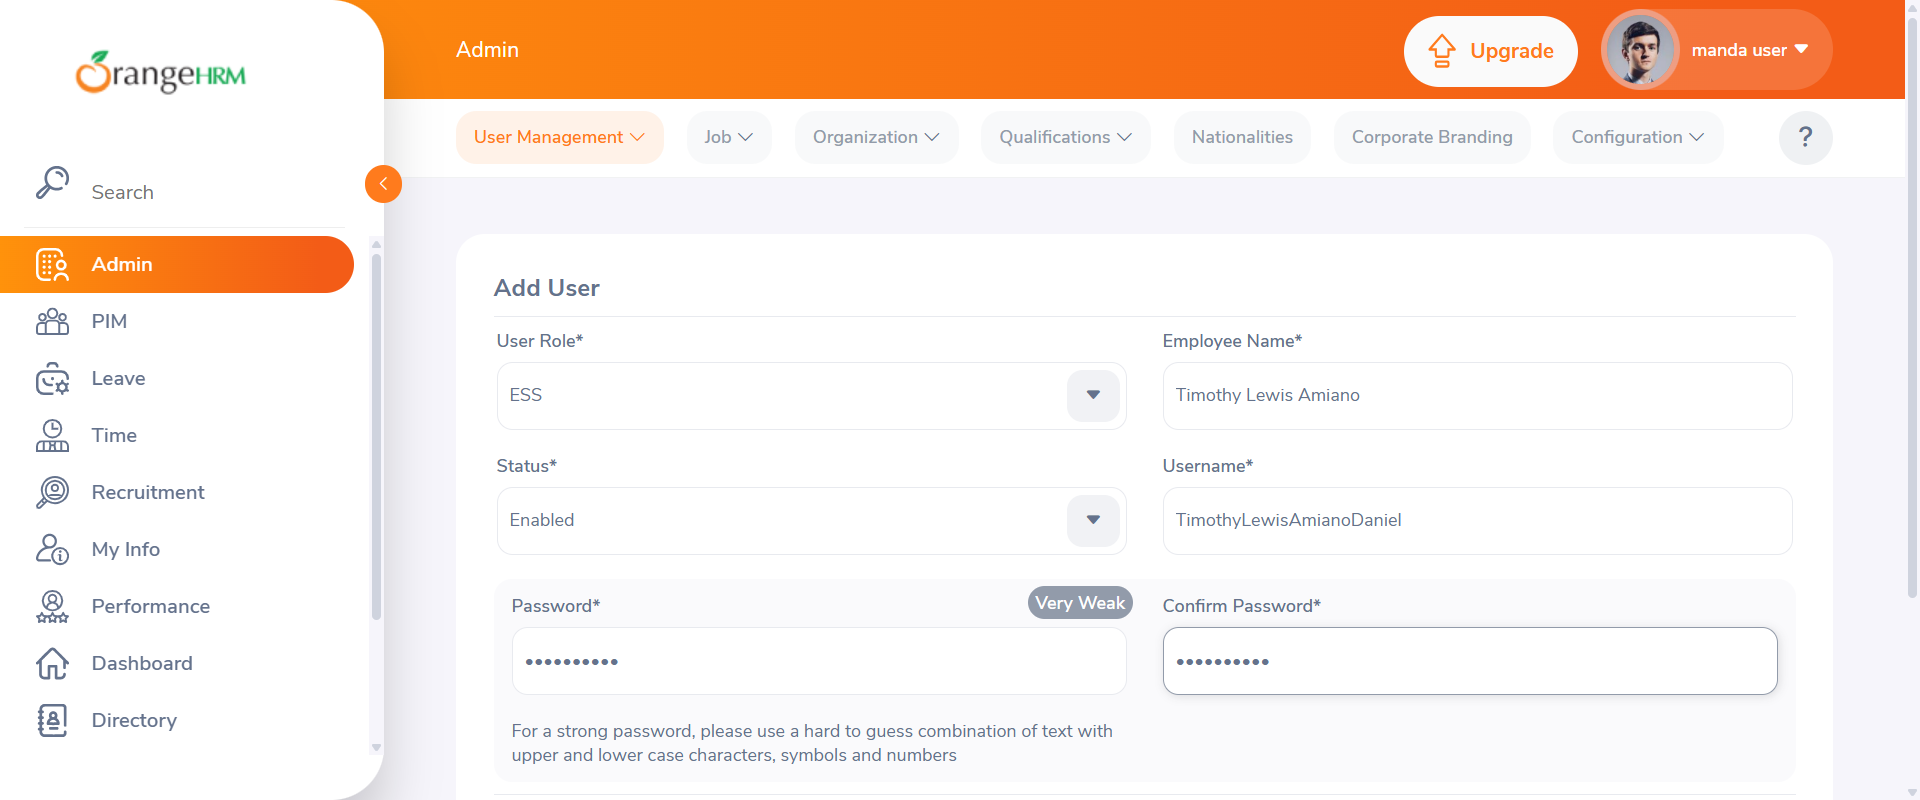 OrangeHRM
Search
Admin
PIM
Leave
Time
Recruitment
My Info
Performance
Dashboard
Directory
Admin
Upgrade
manda user
User Management
Job
Organization
Qualifications
Nationalities
Corporate Branding
Configuration
?
Add User
User Role*
Employee Name*
ESS
Timothy Lewis Amiano
Status*
Username*
Enabled
TimothyLewisAmianoDaniel
Password*
Very Weak
Confirm Password*
••••••••••
••••••••••
For a strong password, please use a hard to guess combination of text with
upper and lower case characters, symbols and numbers